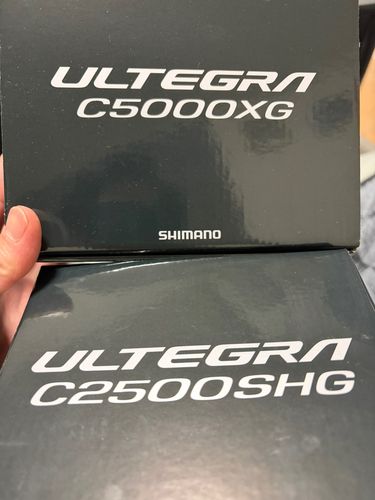 ULTEGRA
C5000XG
SHIMANO
ULTEGRA
C2500SHG